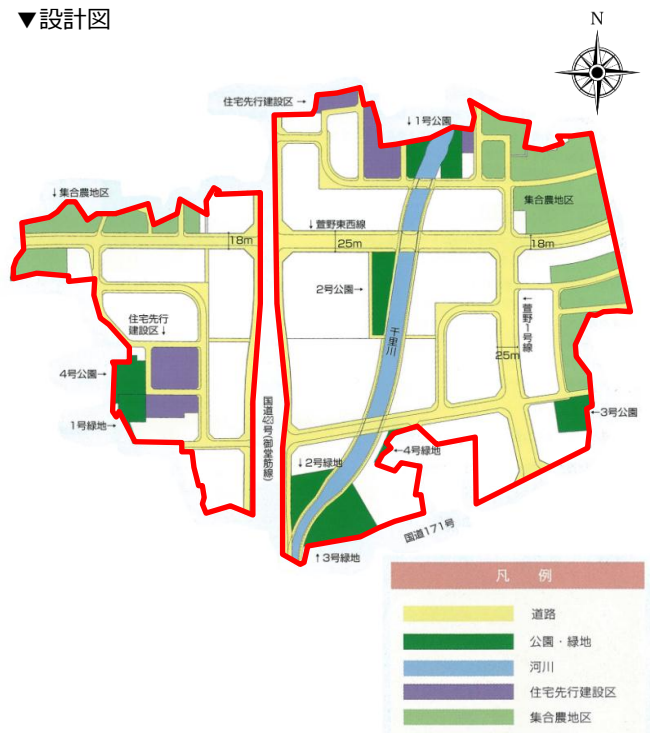 ▼設計図
N
住宅先行建設区→
↓1号公園
↓集合農地区
集合農地区
↓萱野東西線
18m
25m
18m
2号公園→
住宅先行
建設区↓
千里川
←萱野1号線
25m
4号公園→
1号緑地→
国道423号(御堂筋線)
←3号公園
↓2号緑地
←4号緑地
国道171号
↑3号緑地
凡 例
道路
公園・緑地
河川
住宅先行建設区
集合農地区